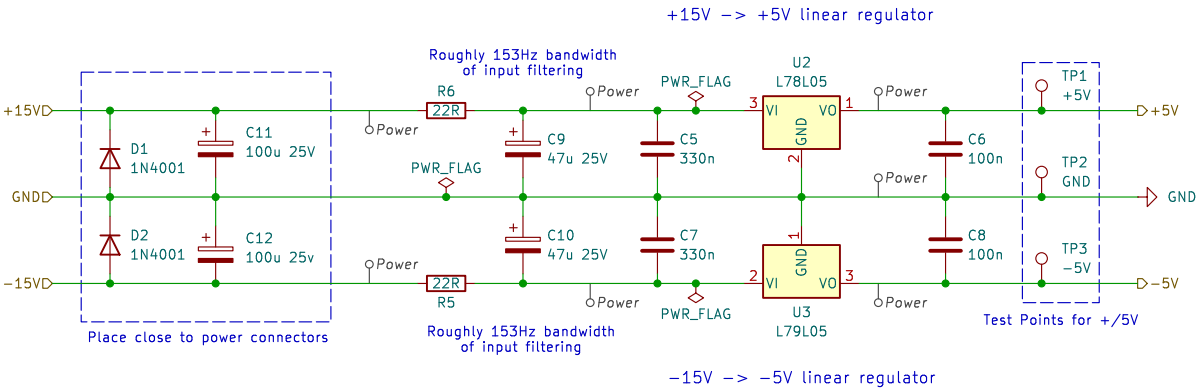 +15V -> +5V linear regulator
Roughly 153Hz bandwidth
of input filtering
U2
L78L05
PWR_FLAG
Power
Power
TP1
+5V
R6
22R
+15V
3
VI
VO
1
+5V
GND
2
Power
+
C11
100u 25V
+
C9
47u 25V
C5
330n
C6
100n
D1
1N4001
PWR_FLAG
Power
TP2
GND
GND
GND
D2
1N4001
+
C12
100u 25v
+
C10
47u 25V
C7
330n
1
GND
C8
100n
TP3
-5V
Power
-15V
22R
R5
2
VI
VO
3
-5V
Power
Power
PWR_FLAG
U3
L79L05
Place close to power connectors
Roughly 153Hz bandwidth
of input filtering
Test Points for +/5V
-15V -> -5V linear regulator